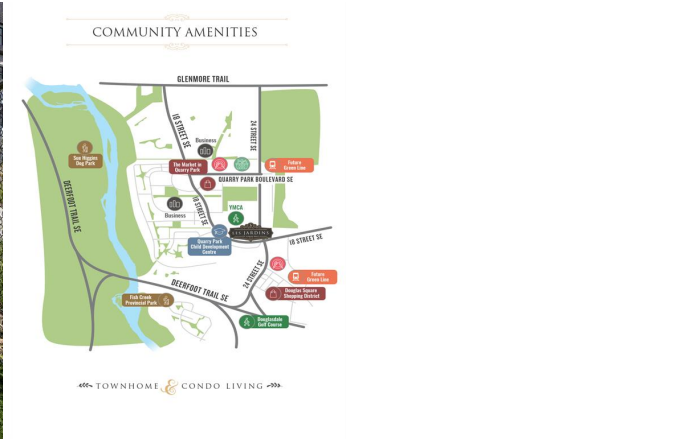 COMMUNITY AMENITIES
GLENMORE TRAIL
18 STREET SE
24 STREET SE
Business
Sue Higgins
Dog Park
The Market in
Quarry Park
Future
Green Line
QUARRY PARK BOULEVARD SE
DEERFOOT TRAIL SE
18 STREET SE
YMCA
Business
LES JARDINS
18 STREET SE
Quarry Park
Child Development
Centre
24 STREET SE
Future
Green Line
DEERFOOT TRAIL SE
Douglas Square
Shopping District
Fish Creek
Provincial Park
Douglasdale
Golf Course
TOWNHOME & CONDO LIVING